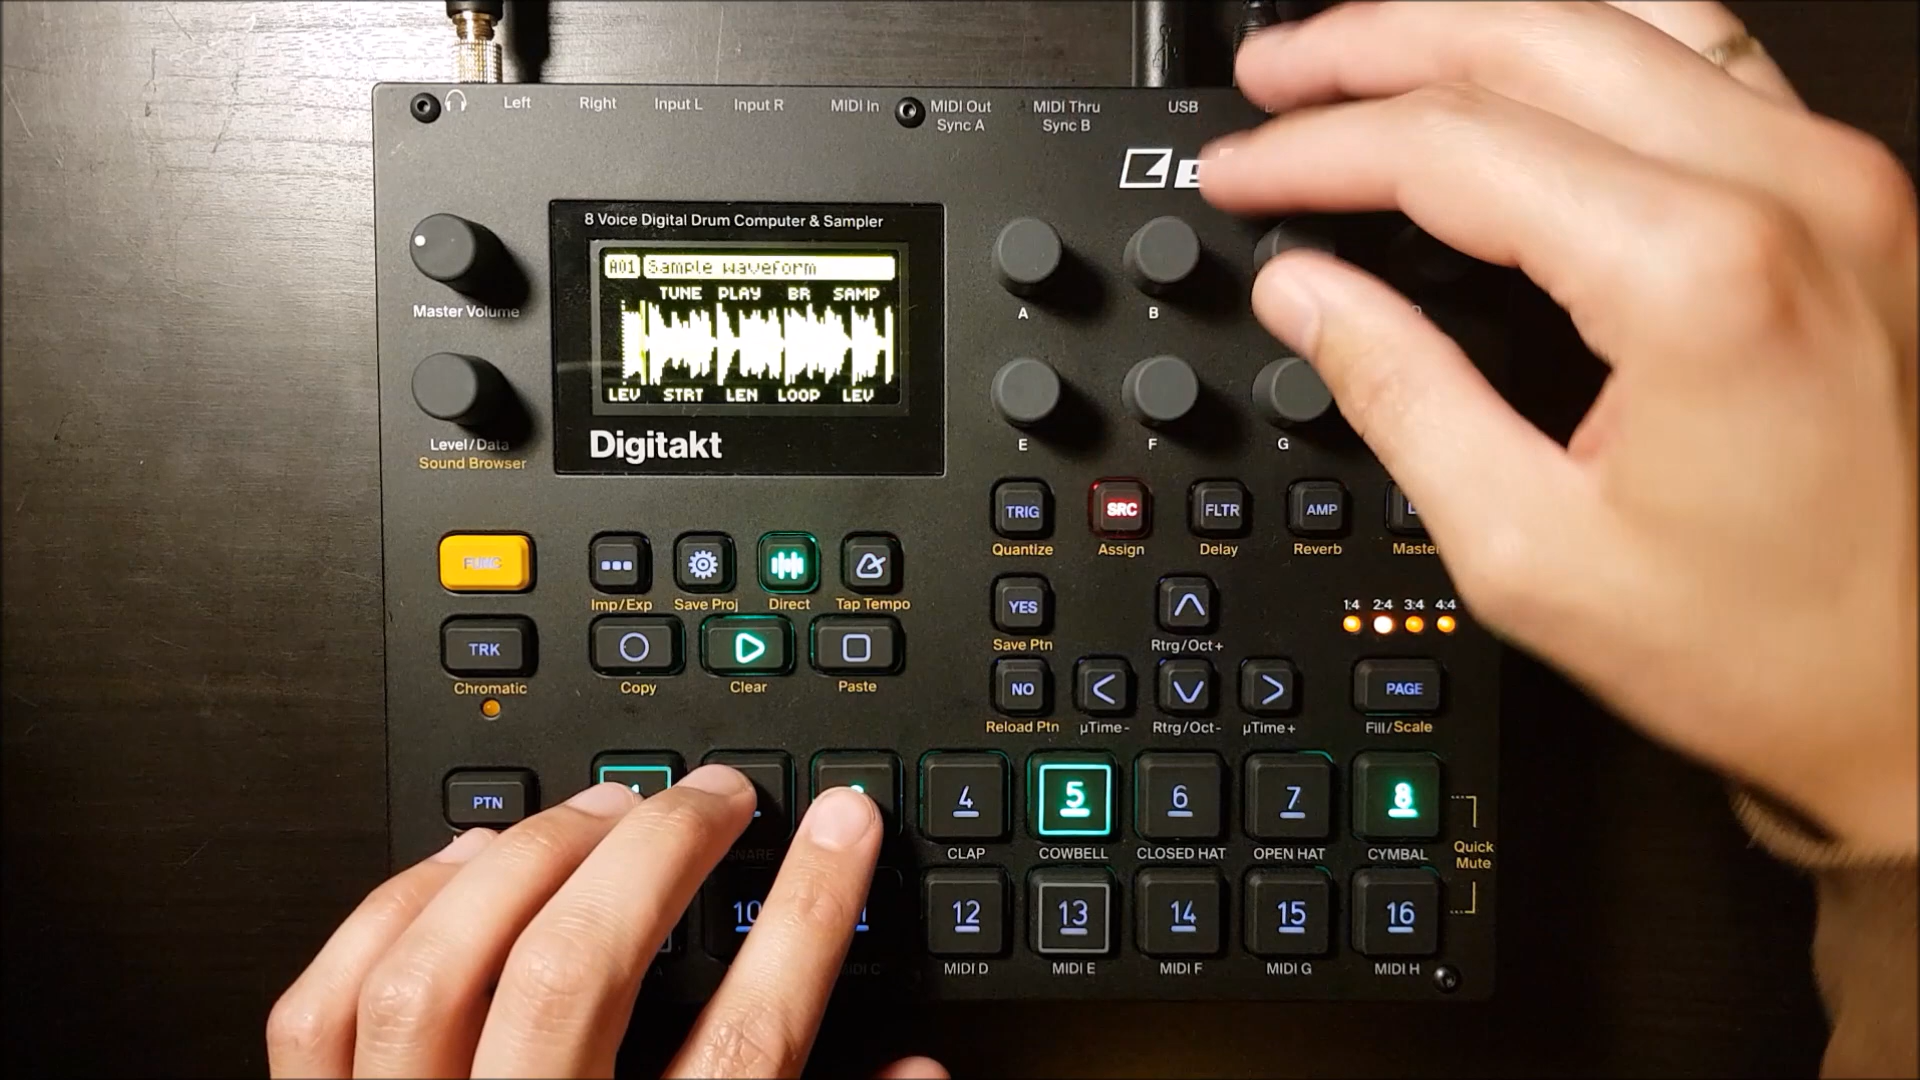 Left Right Input L Input R MIDI In MIDI Out MIDI Thru USB
Sync A Sync B
8 Voice Digital Drum Computer & Sampler
A01 Sample waveform
TUNE PLAY BR SAMP
LEV STRT LEN LOOP LEV
Digitakt
Master Volume
Level/Data
Sound Browser
A B
E F G
FUNC
Imp/Exp Save Proj Direct Tap Tempo
TRIG SRC FLTR AMP
Quantize Assign Delay Reverb Master
TRK
Chromatic
Copy Clear Paste
YES
Save Ptn
Rtrg/Oct+
1:4 2:4 3:4 4:4
NO
PAGE
Reload Ptn µTime- Rtrg/Oct- µTime+ Fill/Scale
PTN
4 5 6 7 8
CLAP COWBELL CLOSED HAT OPEN HAT CYMBAL
Quick
Mute
10 12 13 14 15 16
MIDI D MIDI E MIDI F MIDI G MIDI H